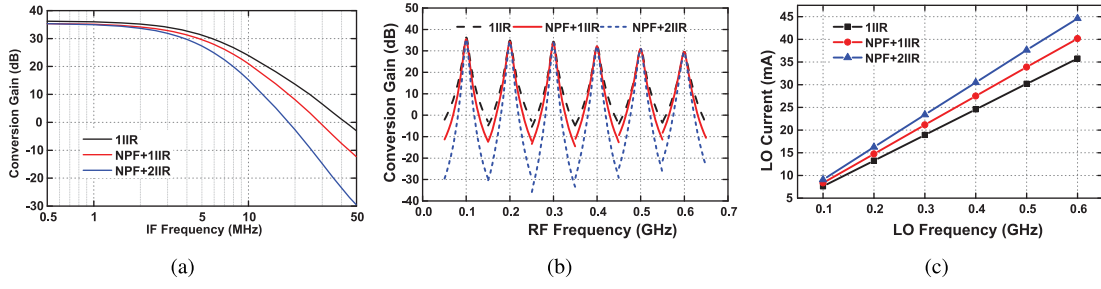 Conversion Gain (dB)
40
30
20
10
0
-10
-20
-30
1IIR
NPF+1IIR
NPF+2IIR
0.5 1 5 10 50
IF Frequency (MHz)
(a)
Conversion Gain (dB)
50
40
30
20
10
0
-10
-20
-30
-40
1IIR NPF+1IIR NPF+2IIR
0.0 0.1 0.2 0.3 0.4 0.5 0.6 0.7
RF Frequency (GHz)
(b)
LO Current (mA)
45
40
35
30
25
20
15
10
5
1IIR
NPF+1IIR
NPF+2IIR
0.1 0.2 0.3 0.4 0.5 0.6
LO Frequency (GHz)
(c)